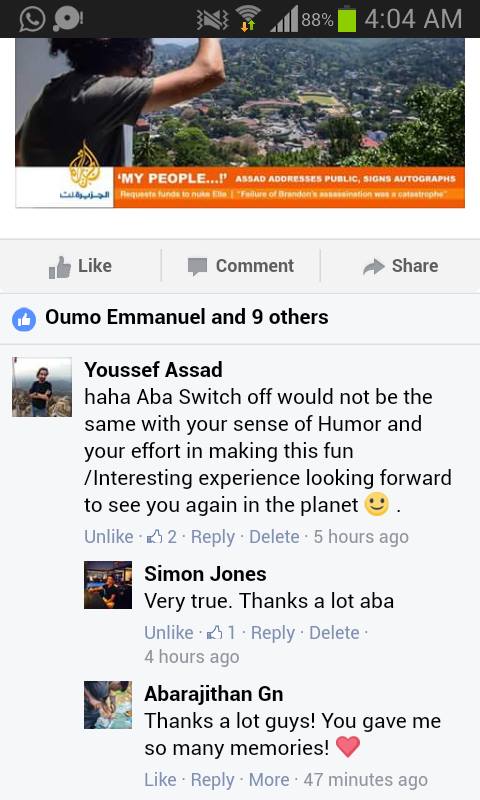 88% 4:04 AM
الجزيرة نت
'MY PEOPLE...!' ASSAD ADDRESSES PUBLIC, SIGNS AUTOGRAPHS
Requests funds to nuke Elle | "Failure of Brandon's assassination was a catastrophe"
Like Comment Share
Oumo Emmanuel and 9 others
Youssef Assad
haha Aba Switch off would not be the
same with your sense of Humor and
your effort in making this fun
/Interesting experience looking forward
to see you again in the planet 🙂 .
Unlike · 2 · Reply · Delete · 5 hours ago
Simon Jones
Very true. Thanks a lot aba
Unlike · 1 · Reply · Delete ·
4 hours ago
Abarajithan Gn
Thanks a lot guys! You gave me
so many memories! ❤
Like · Reply · More · 47 minutes ago